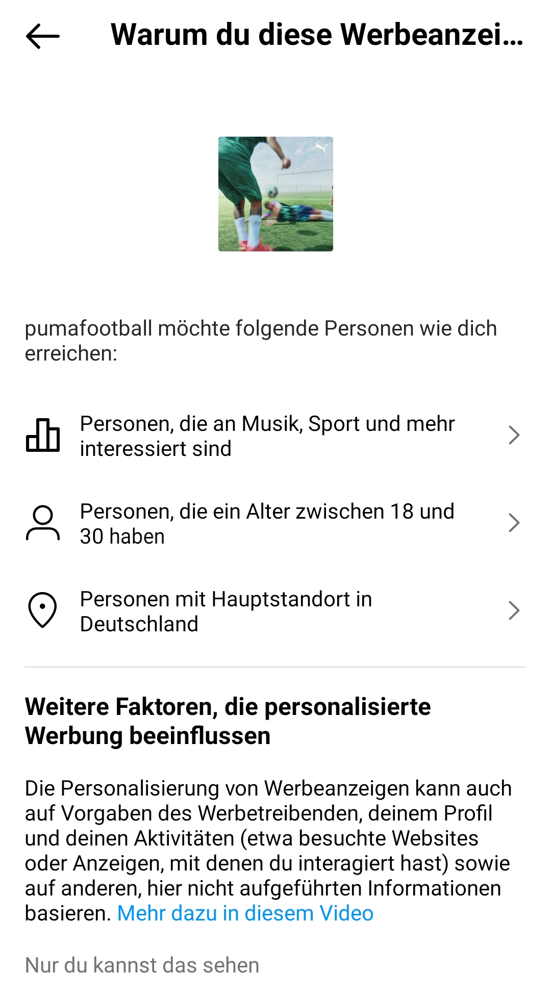 Warum du diese Werbeanzei...
pumafootball möchte folgende Personen wie dich
erreichen:
Personen, die an Musik, Sport und mehr
interessiert sind
Personen, die ein Alter zwischen 18 und
30 haben
Personen mit Hauptstandort in
Deutschland
Weitere Faktoren, die personalisierte
Werbung beeinflussen
Die Personalisierung von Werbeanzeigen kann auch
auf Vorgaben des Werbetreibenden, deinem Profil
und deinen Aktivitäten (etwa besuchte Websites
oder Anzeigen, mit denen du interagiert hast) sowie
auf anderen, hier nicht aufgeführten Informationen
basieren. Mehr dazu in diesem Video
Nur du kannst das sehen